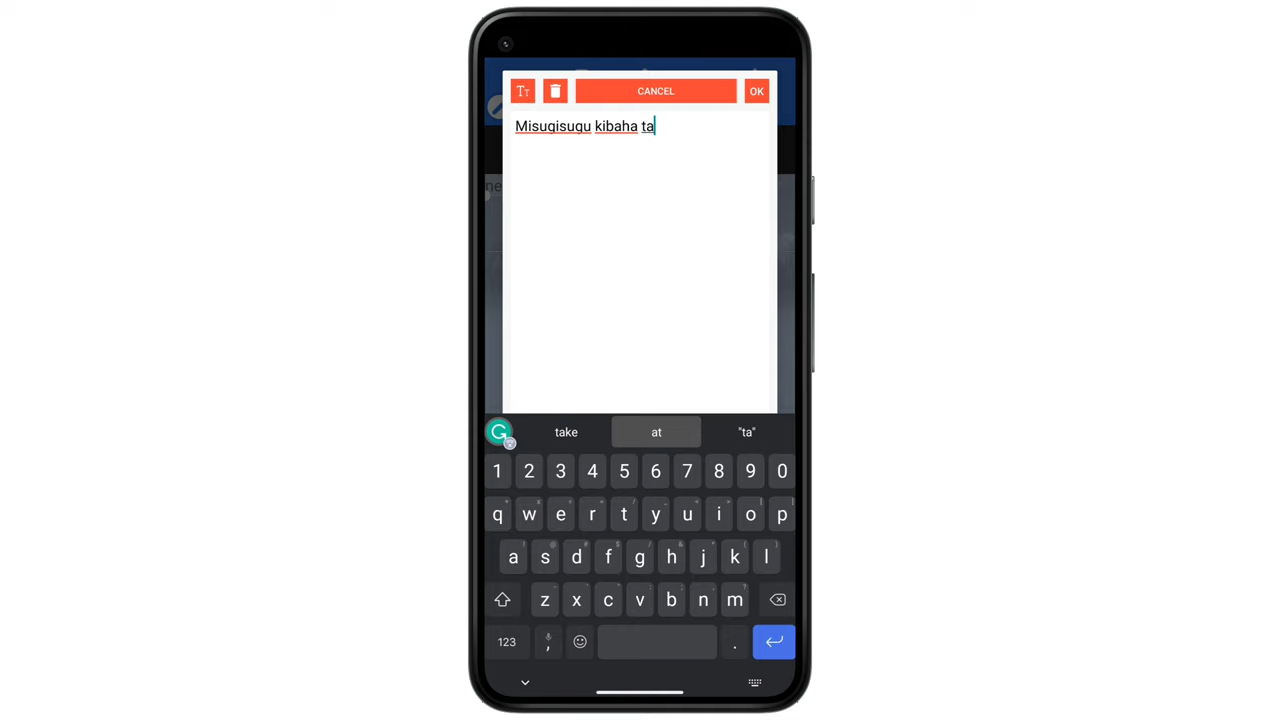 Tт
CANCEL
OK
Misugisugu kibaha ta
ne
take
at
"ta"
1 2 3 4 5 6 7 8 9 0
q w e r t y u i o p
a s d f g h j k l
z x c v b n m
123 , .